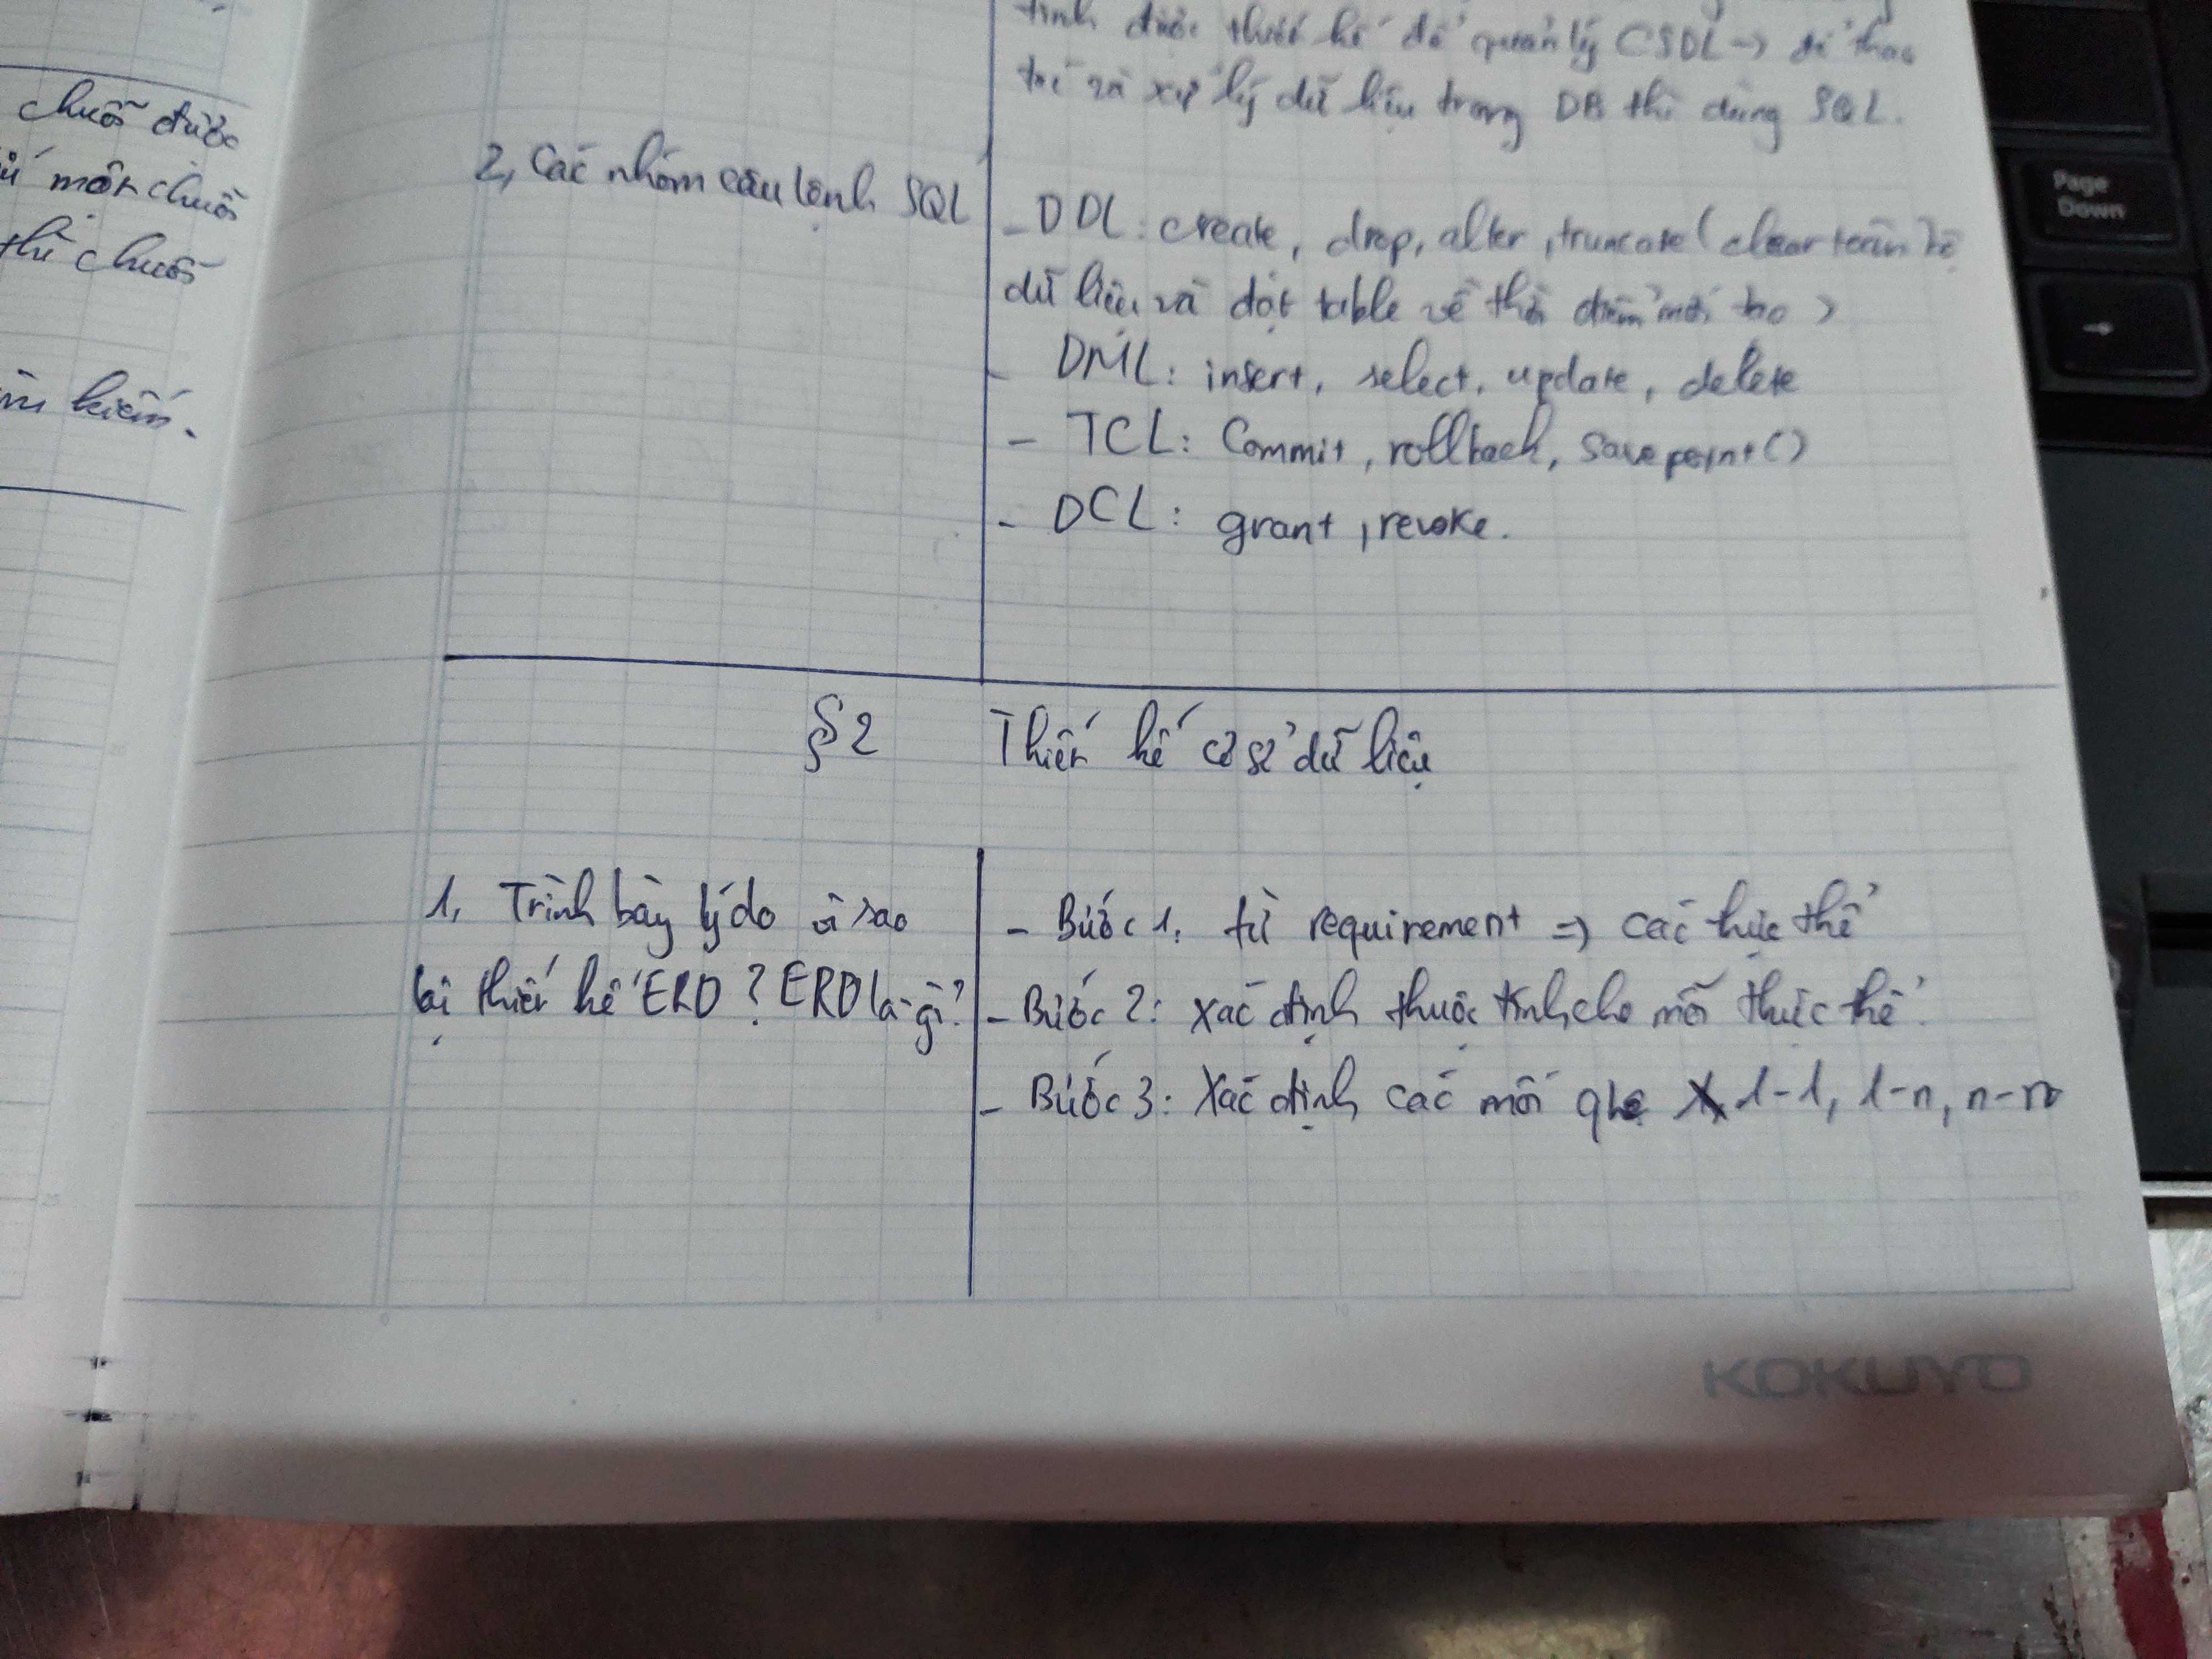 chuỗi được
một chuỗi
thì chuỗi
kiếm.
tính được thiết kế để quản lý CSDL → để thao
tác và xử lý dữ liệu trong DB thì dùng SQL.
2, Các nhóm câu lệnh SQL
- DDL: create, drop, alter, truncate (clear toàn bộ
dữ liệu và đặt table về thời điểm mới tạo)
- DML: insert, select, update, delete
- TCL: Commit, rollback, savepoint()
- DCL: grant, revoke.
§2 Thiết kế cơ sở dữ liệu
1, Trình bày lý do vì sao
lại thiết kế ERD? ERD là gì?
- Bước 1: từ requirement => các thực thể
- Bước 2: Xác định thuộc tính cho mỗi thực thể.
- Bước 3: Xác định các mối qhệ 1-1, 1-n, n-n
KOKUYO
Page
Down
→